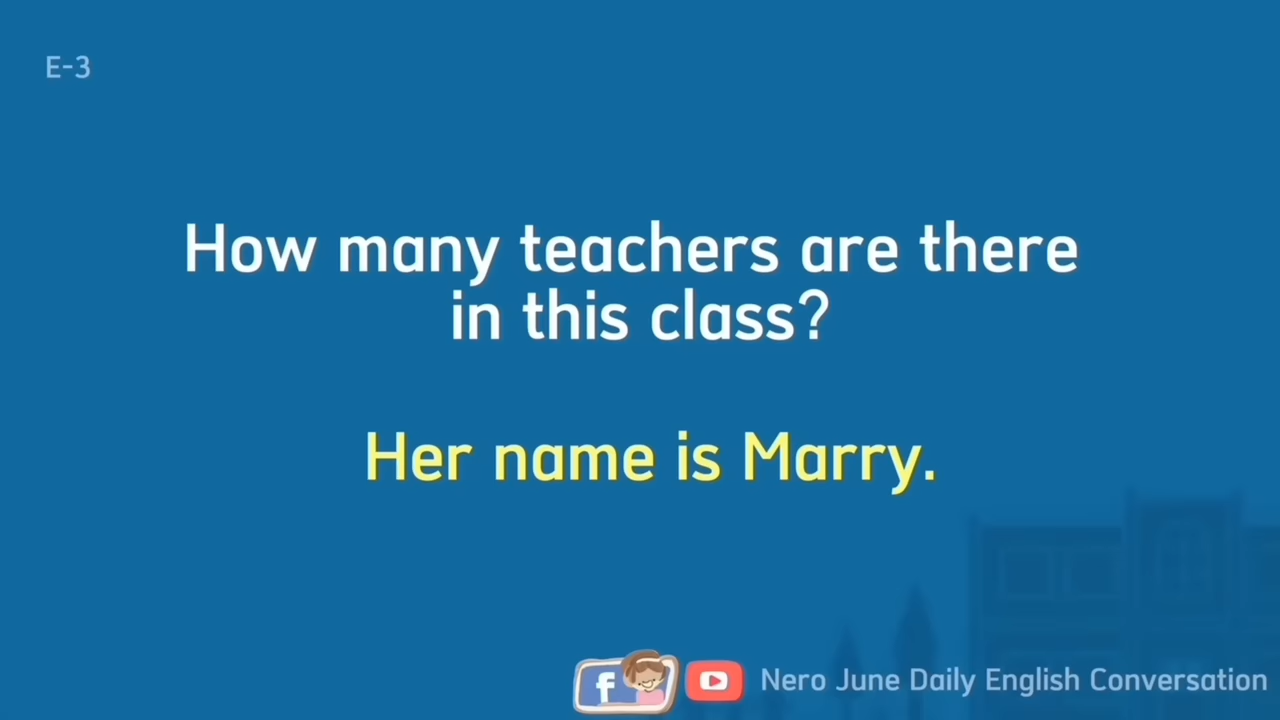 E-3
How many teachers are there
in this class?
Her name is Marry.
f
Nero June Daily English Conversation